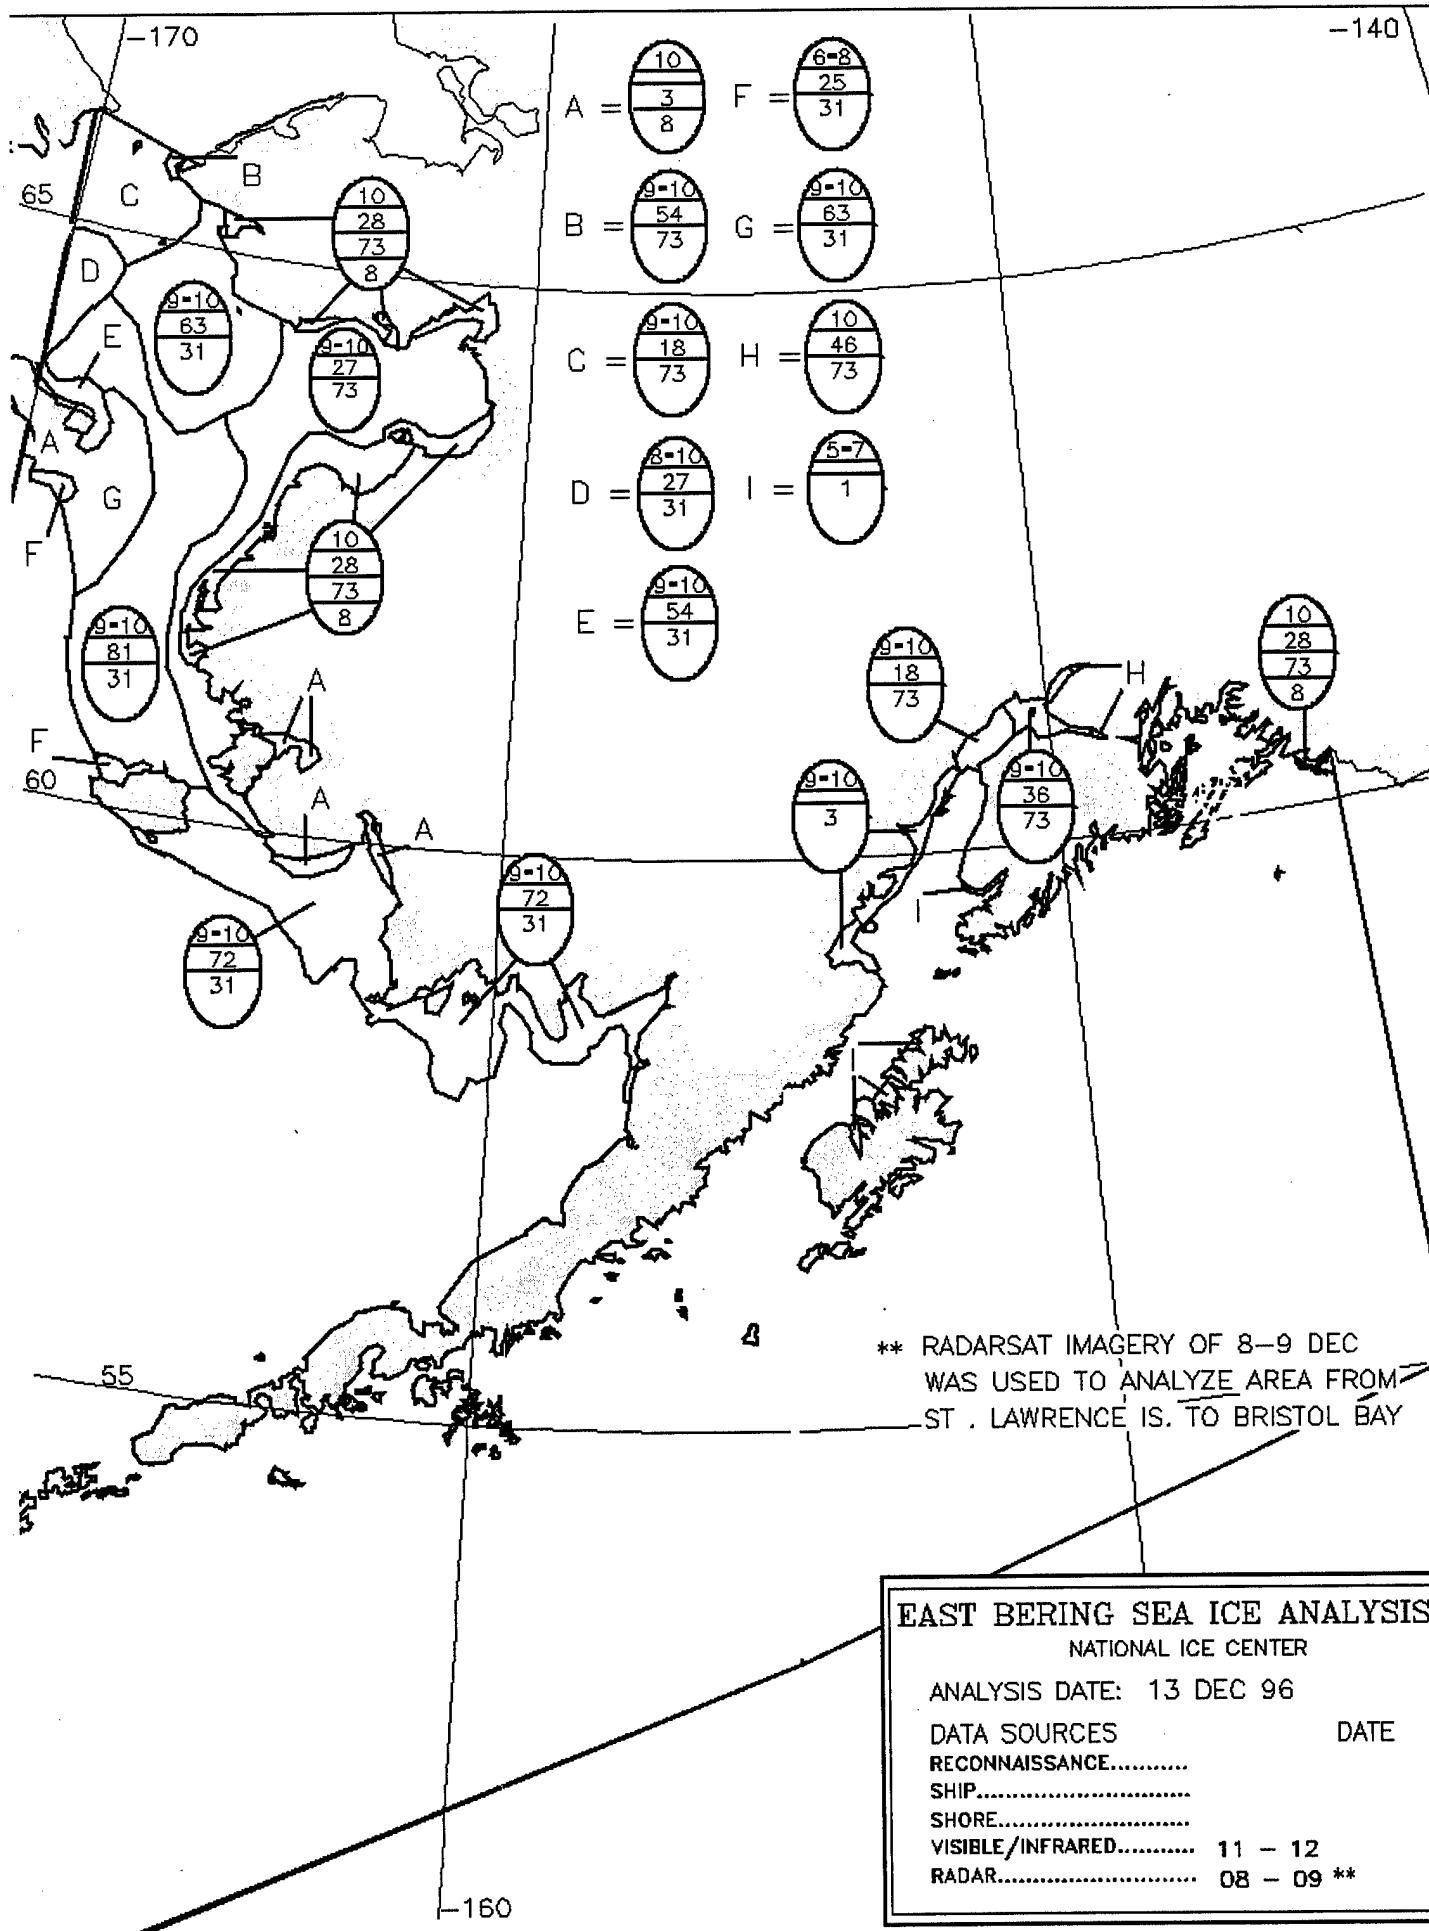 -170
-140
A =
10
3
8
F =
6-8
25
31
B
C
65
10
28
73
8
B =
9-10
54
73
G =
9-10
63
31
D
E
9-10
63
31
9-10
27
73
C =
9-10
18
73
H =
10
46
73
A
G
D =
8-10
27
31
I =
5-7
1
F
10
28
73
8
E =
9-10
54
31
9-10
81
31
A
9-10
18
73
H
10
28
73
8
F
60
A
A
9-10
3
9-10
36
73
I
9-10
72
31
9-10
72
31
I
** RADARSAT IMAGERY OF 8-9 DEC
WAS USED TO ANALYZE AREA FROM
ST . LAWRENCE IS. TO BRISTOL BAY
55
EAST BERING SEA ICE ANALYSIS
NATIONAL ICE CENTER
ANALYSIS DATE: 13 DEC 96
DATA SOURCES DATE
RECONNAISSANCE...........
SHIP..............................
SHORE...........................
VISIBLE/INFRARED........... 11 - 12
RADAR............................ 08 - 09 **
-160